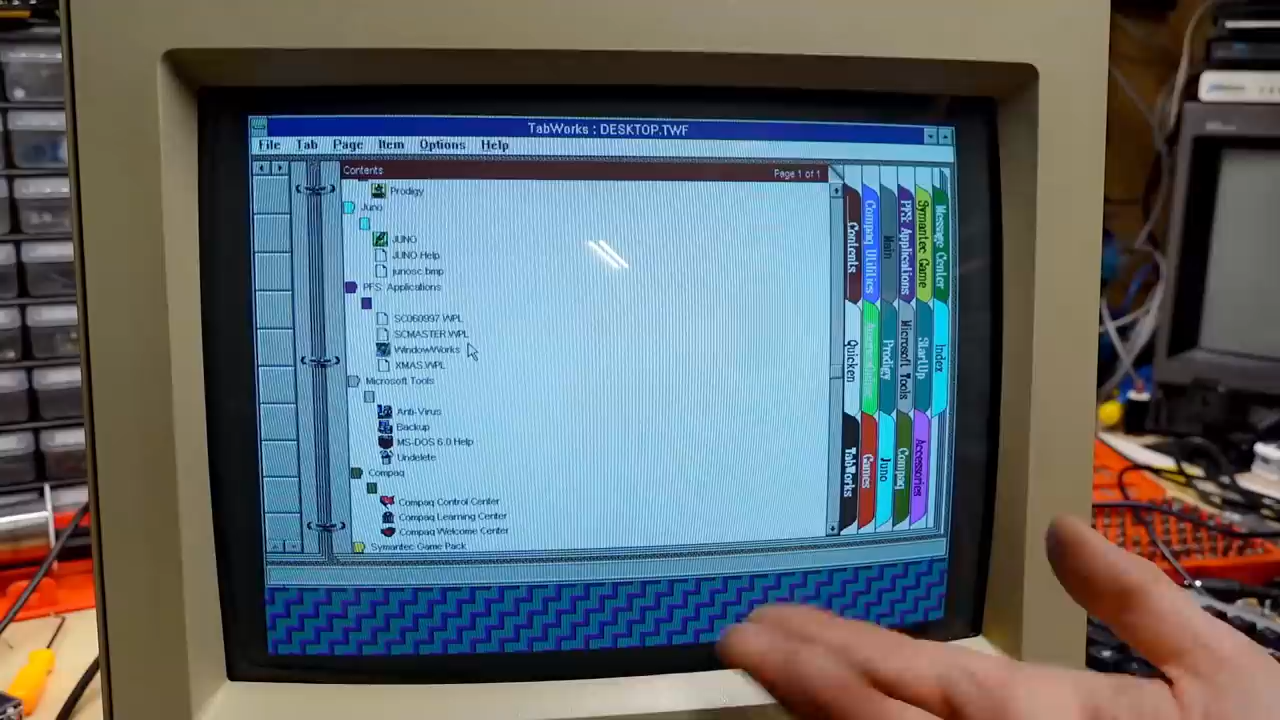 TabWorks : DESKTOP.TWF
File Tab Page Item Options Help
Contents Page 1 of 1
Prodigy
Juno
JUNO
JUNO Help
junosc.bmp
PFS: Applications
SC060997.WPL
SCMASTER.WPL
WindowWorks
XMAS.WPL
Microsoft Tools
Anti-Virus
Backup
MS-DOS 6.0 Help
Undelete
Compaq
Compaq Control Center
Compaq Learning Center
Compaq Welcome Center
Symantec Game Pack
Contents
Compaq Utilities
Main
PFS: Applications
Symantec Game
Message Center
Quicken
America Online
Prodigy
Microsoft Tools
StartUp
Index
TabWorks
Games
Juno
Compaq
Accessories